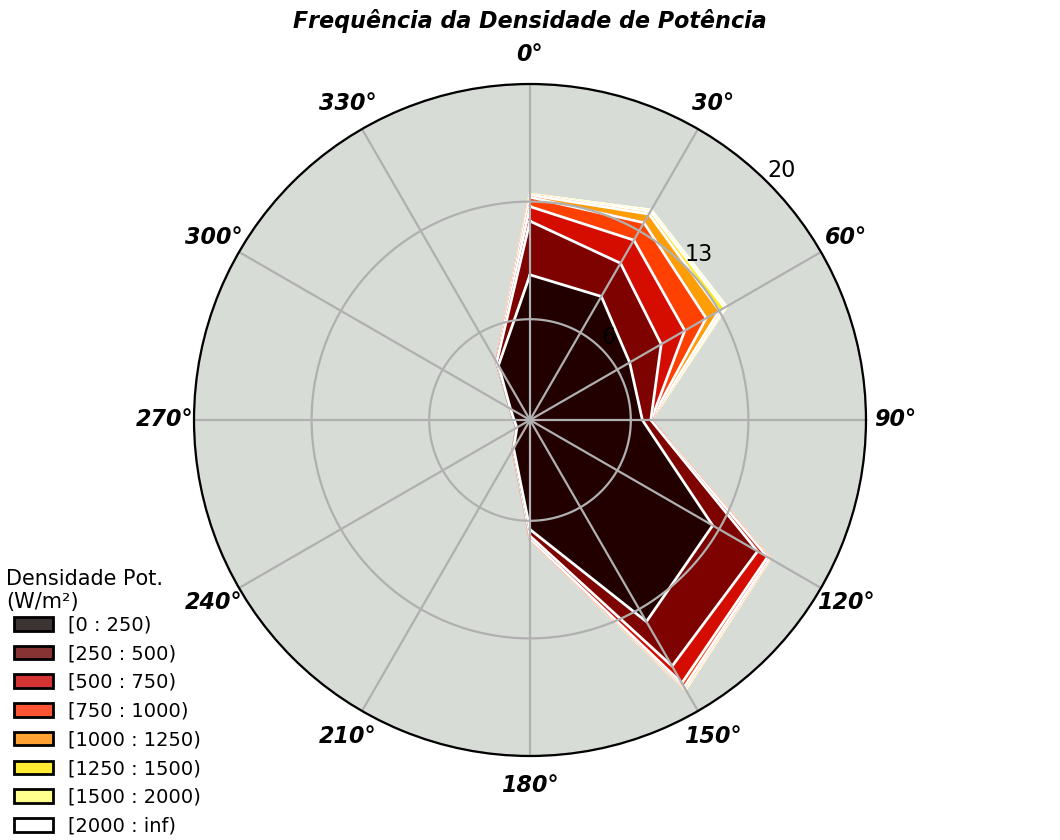 Frequência da Densidade de Potência
0°
30°
60°
90°
120°
150°
180°
210°
240°
270°
300°
330°
6
13
20
Densidade Pot.
(W/m²)
[0 : 250)
[250 : 500)
[500 : 750)
[750 : 1000)
[1000 : 1250)
[1250 : 1500)
[1500 : 2000)
[2000 : inf)